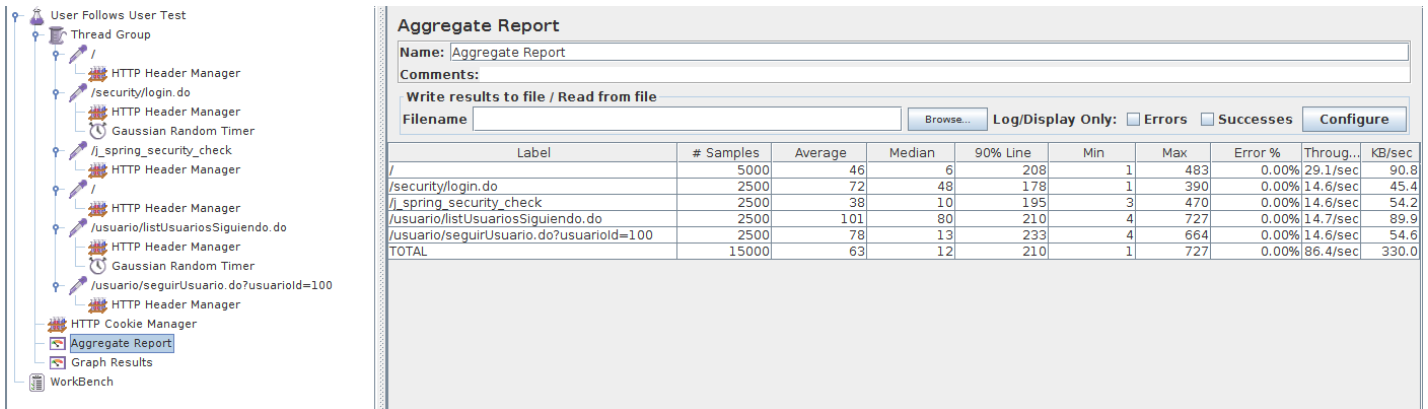 User Follows User Test
Thread Group
/
HTTP Header Manager
/security/login.do
HTTP Header Manager
Gaussian Random Timer
/j_spring_security_check
HTTP Header Manager
/
HTTP Header Manager
/usuario/listUsuariosSiguiendo.do
HTTP Header Manager
Gaussian Random Timer
/usuario/seguirUsuario.do?usuarioId=100
HTTP Header Manager
HTTP Cookie Manager
Aggregate Report
Graph Results
WorkBench
Aggregate Report
Name: Aggregate Report
Comments:
Write results to file / Read from file
Filename Browse... Log/Display Only: Errors Successes Configure
Label # Samples Average Median 90% Line Min Max Error % Throug... KB/sec
/ 5000 46 6 208 1 483 0.00% 29.1/sec 90.8
/security/login.do 2500 72 48 178 1 390 0.00% 14.6/sec 45.4
/j_spring_security_check 2500 38 10 195 3 470 0.00% 14.6/sec 54.2
/usuario/listUsuariosSiguiendo.do 2500 101 80 210 4 727 0.00% 14.7/sec 89.9
/usuario/seguirUsuario.do?usuarioId=100 2500 78 13 233 4 664 0.00% 14.6/sec 54.6
TOTAL 15000 63 12 210 1 727 0.00% 86.4/sec 330.0